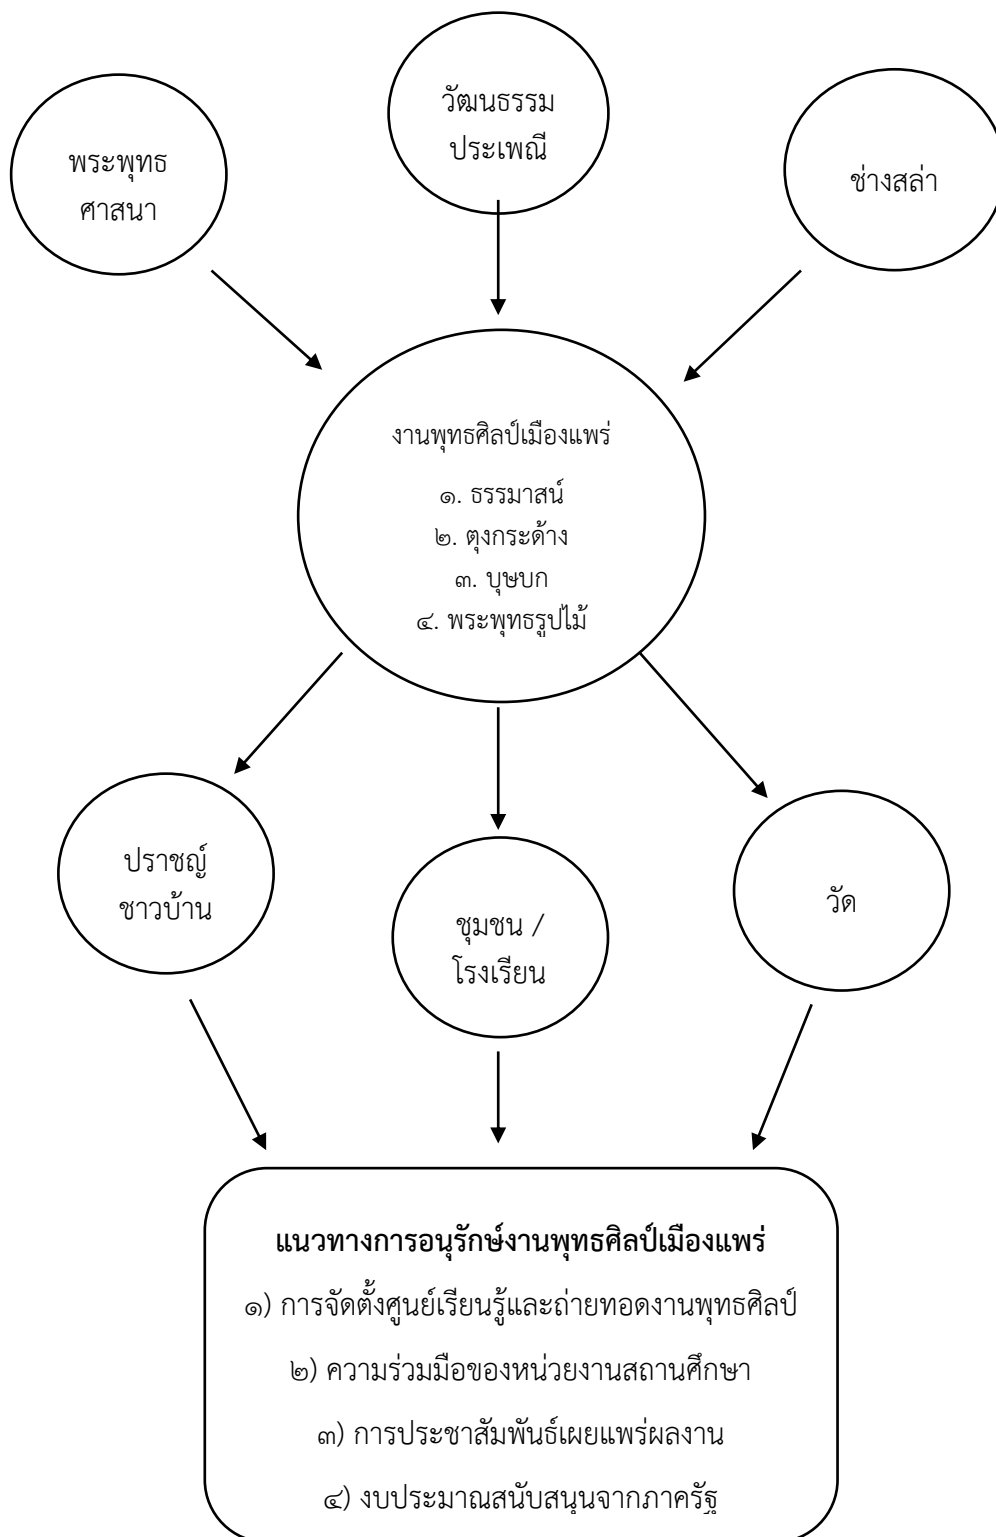 วัฒนธรรม
ประเพณี
พระพุทธ
ศาสนา
ช่างสล่า
งานพุทธศิลป์เมืองแพร่
๑. ธรรมาสน์
๒. ตุงกระด้าง
๓. บุษบก
๔. พระพุทธรูปไม้
ปราชญ์
ชาวบ้าน
ชุมชน /
โรงเรียน
วัด
แนวทางการอนุรักษ์งานพุทธศิลป์เมืองแพร่
๑) การจัดตั้งศูนย์เรียนรู้และถ่ายทอดงานพุทธศิลป์
๒) ความร่วมมือของหน่วยงานสถานศึกษา
๓) การประชาสัมพันธ์เผยแพร่ผลงาน
๔) งบประมาณสนับสนุนจากภาครัฐ